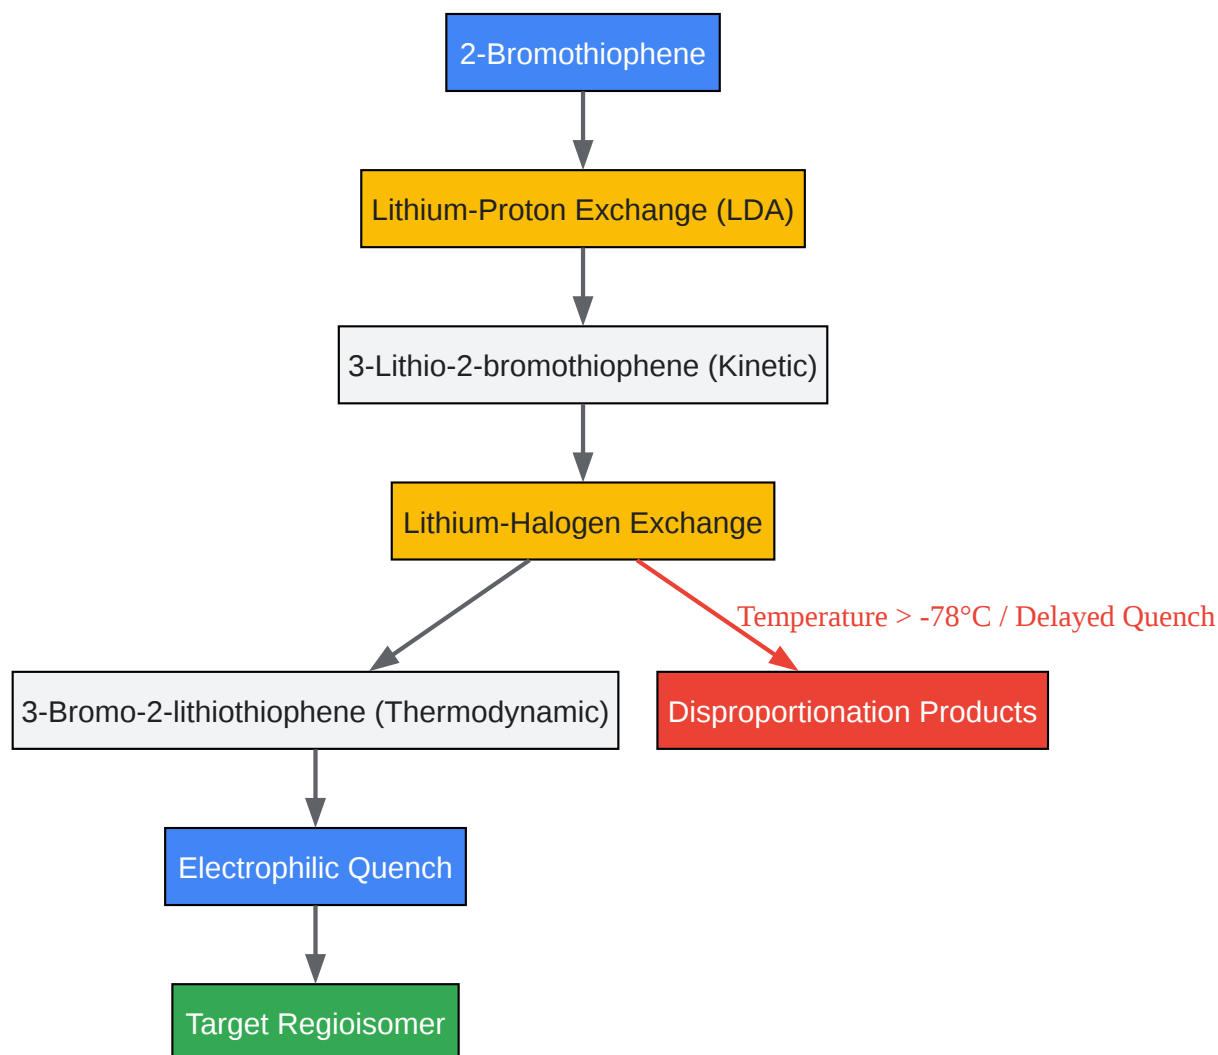 2-Bromothiophene
Lithium-Proton Exchange (LDA)
3-Lithio-2-bromothiophene (Kinetic)
Lithium-Halogen Exchange
Temperature > -78°C / Delayed Quench
3-Bromo-2-lithiothiophene (Thermodynamic)
Disproportionation Products
Electrophilic Quench
Target Regioisomer